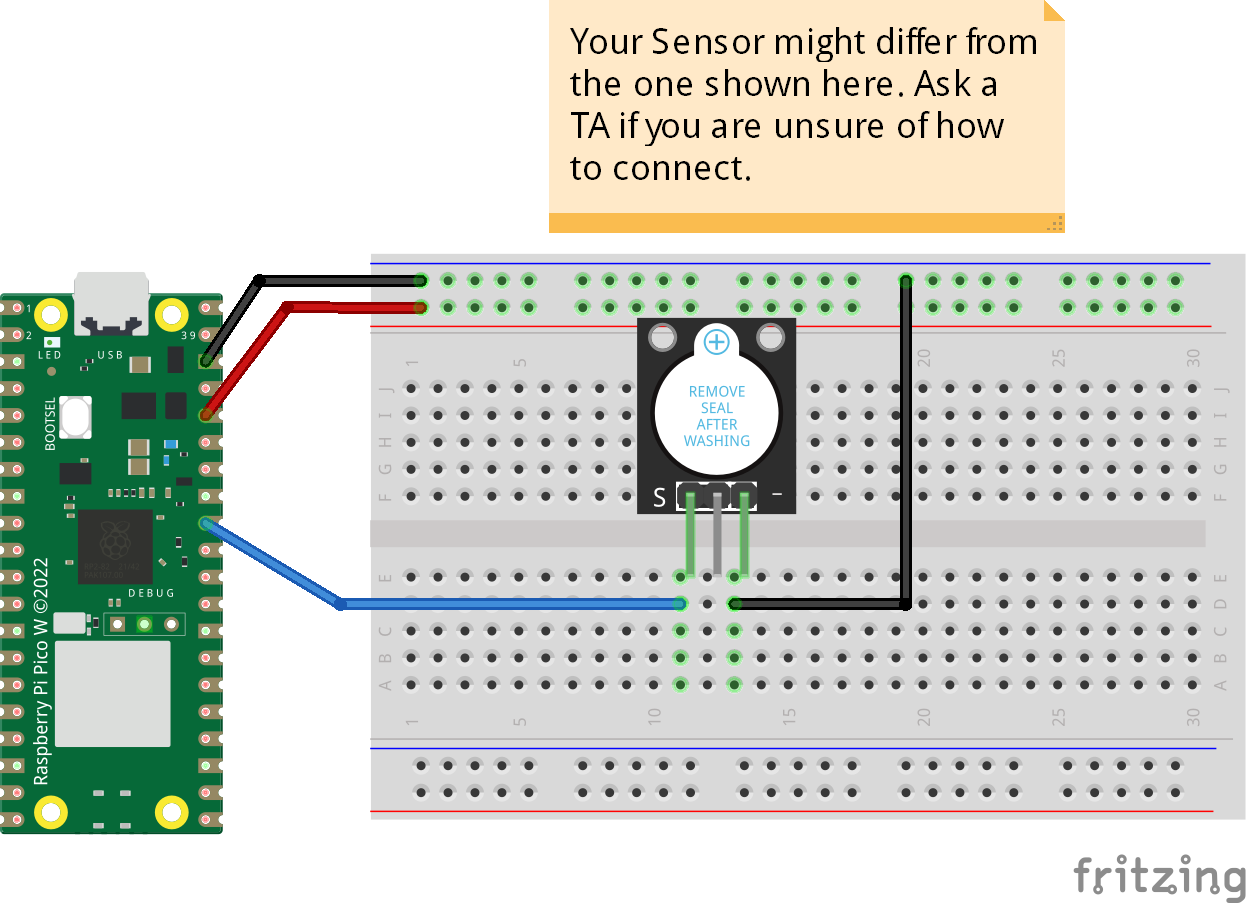 Your Sensor might differ from
the one shown here. Ask a
TA if you are unsure of how
to connect.
1
2
39
LED
USB
BOOTSEL
DEBUG
Raspberry Pi Pico W ©2022
REMOVE
SEAL
AFTER
WASHING
S
−
1 5 20 25 30
J J
I I
H H
G G
F F
E E
D D
C C
B B
A A
1 5 10 15 20 25 30
fritzing